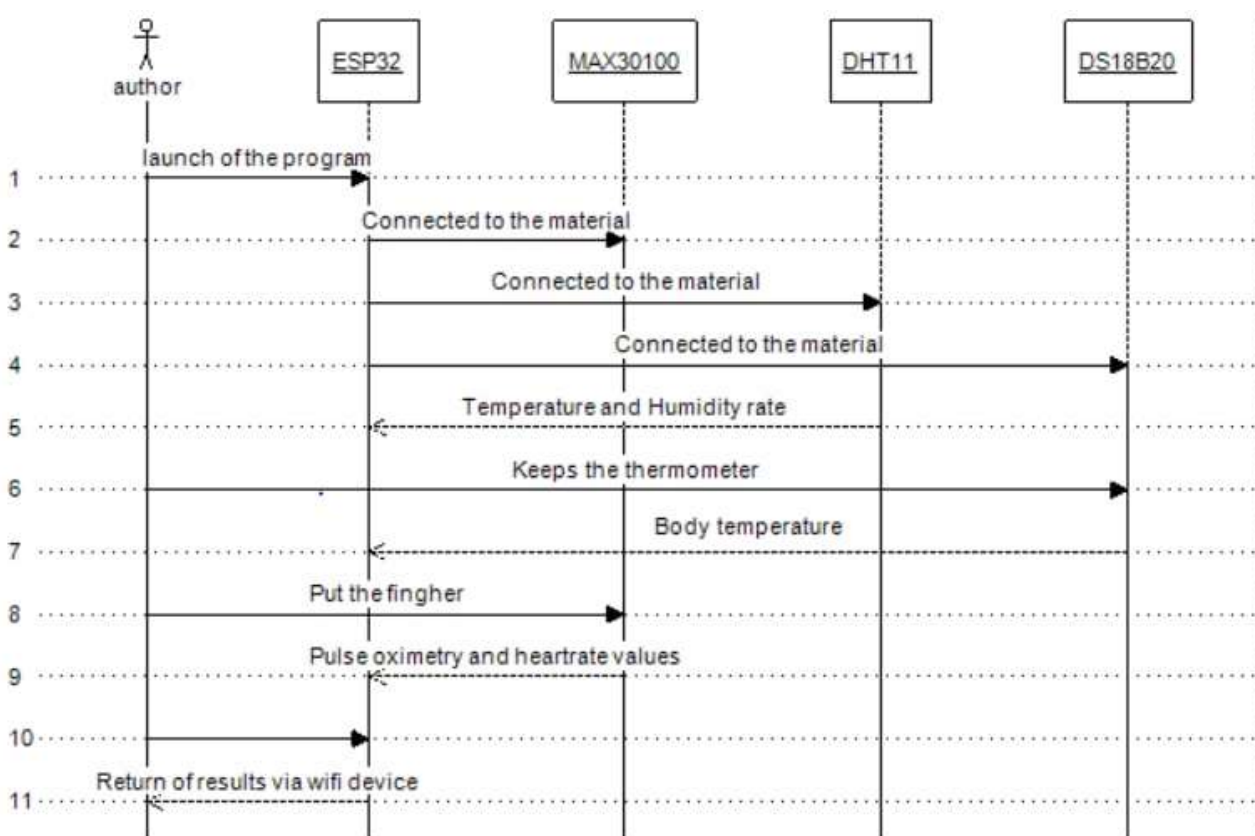 author
ESP32
MAX30100
DHT11
DS18B20
launch of the program
1
Connected to the material
2
Connected to the material
3
Connected to the material
4
Temperature and Humidity rate
5
Keeps the thermometer
6
Body temperature
7
Put the fingher
8
Pulse oximetry and heartrate values
9
10
Return of results via wifi device
11